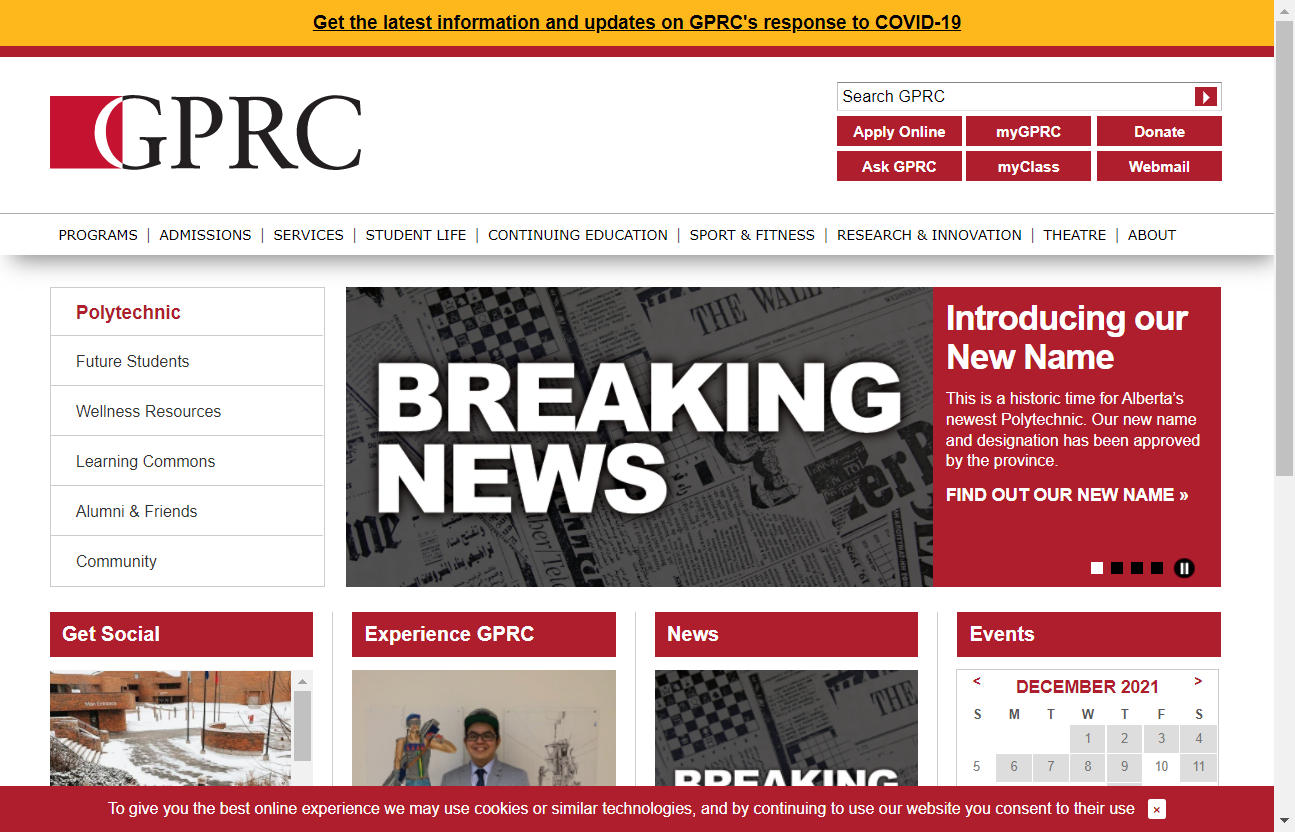 Get the latest information and updates on GPRC's response to COVID-19
GPRC
Search GPRC
Apply Online
myGPRC
Donate
Ask GPRC
myClass
Webmail
PROGRAMS | ADMISSIONS | SERVICES | STUDENT LIFE | CONTINUING EDUCATION | SPORT & FITNESS | RESEARCH & INNOVATION | THEATRE | ABOUT
Polytechnic
Future Students
Wellness Resources
Learning Commons
Alumni & Friends
Community
THE WALL
BREAKING
NEWS
Introducing our
New Name
This is a historic time for Alberta's
newest Polytechnic. Our new name
and designation has been approved
by the province.
FIND OUT OUR NEW NAME »
Get Social
Experience GPRC
News
Events
Main Entrance
THE
BREAKING
< DECEMBER 2021 >
S M T W T F S
1 2 3 4
5 6 7 8 9 10 11
To give you the best online experience we may use cookies or similar technologies, and by continuing to use our website you consent to their use ×